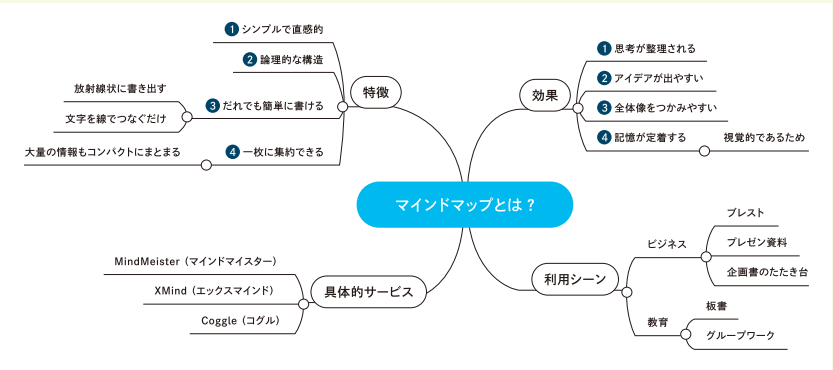 マインドマップとは？
特徴
1 シンプルで直感的
2 論理的な構造
3 だれでも簡単に書ける
放射線状に書き出す
文字を線でつなぐだけ
4 一枚に集約できる
大量の情報もコンパクトにまとまる
効果
1 思考が整理される
2 アイデアが出やすい
3 全体像をつかみやすい
4 記憶が定着する
視覚的であるため
具体的サービス
MindMeister（マインドマイスター）
XMind（エックスマインド）
Coggle（コグル）
利用シーン
ビジネス
ブレスト
プレゼン資料
企画書のたたき台
教育
板書
グループワーク